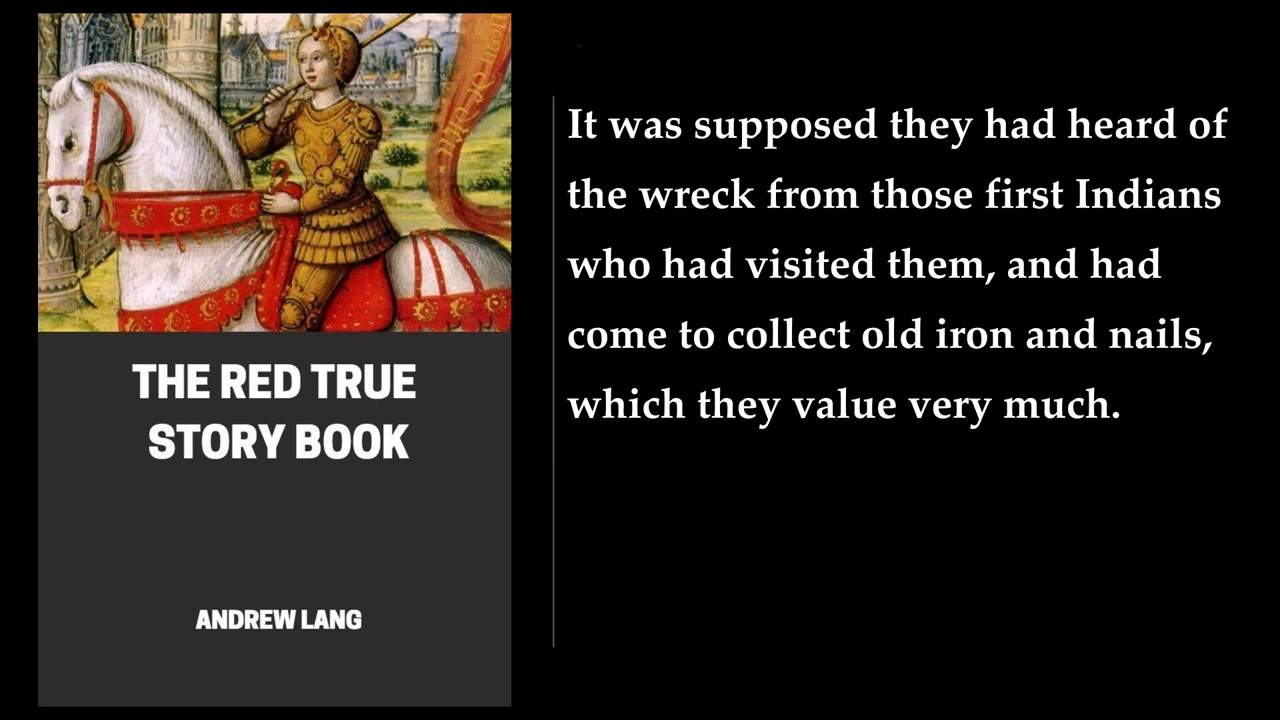 THE RED TRUE
STORY BOOK
ANDREW LANG
It was supposed they had heard of
the wreck from those first Indians
who had visited them, and had
come to collect old iron and nails,
which they value very much.